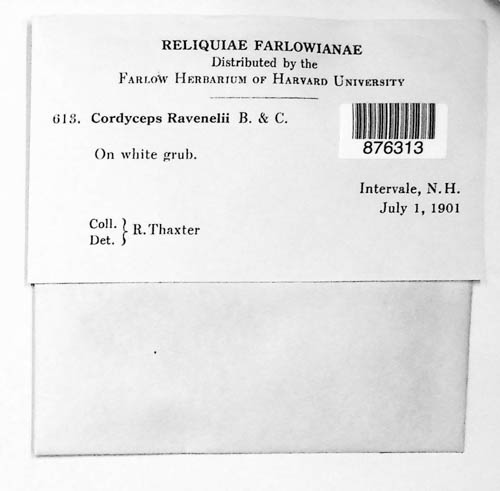 RELIQUIAE FARLOWIANAE
Distributed by the
FARLOW HERBARIUM OF HARVARD UNIVERSITY
613. Cordyceps Ravenelii B. & C.
876313
On white grub.
Intervale, N. H.
July 1, 1901
Coll. } R. Thaxter
Det.